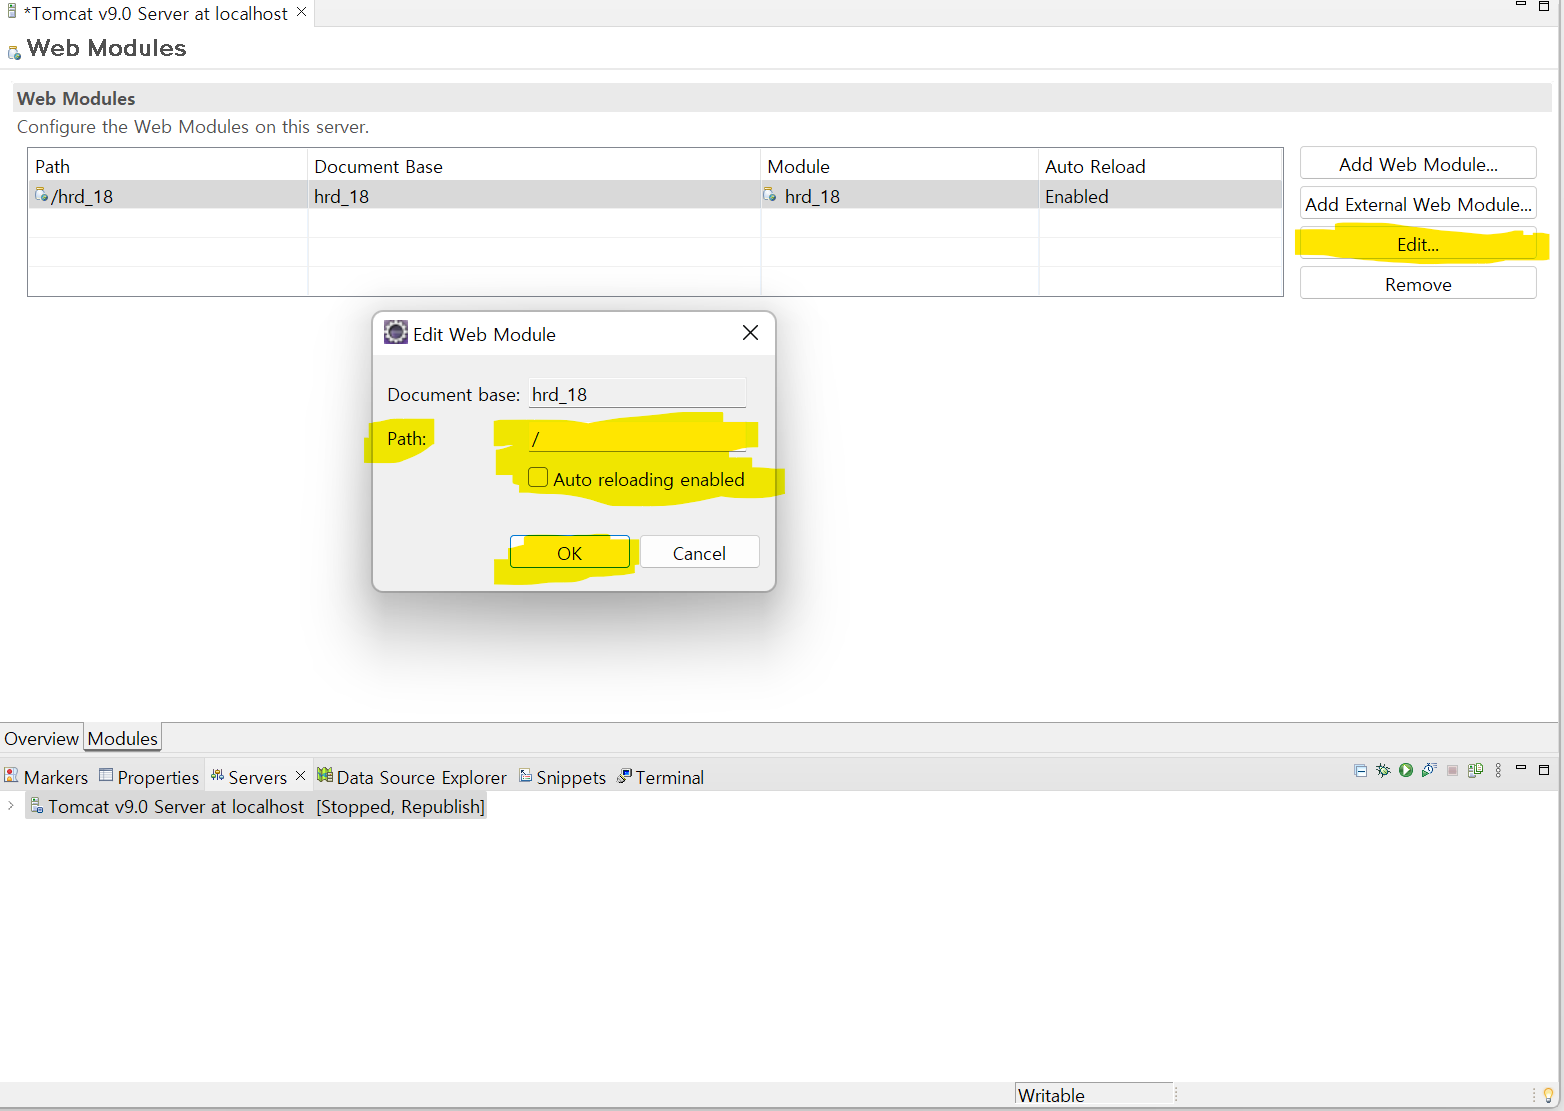 *Tomcat v9.0 Server at localhost
Web Modules
Web Modules
Configure the Web Modules on this server.
Path Document Base Module Auto Reload
/hrd_18 hrd_18 hrd_18 Enabled
Add Web Module...
Add External Web Module...
Edit...
Remove
Edit Web Module
Document base: hrd_18
Path: /
Auto reloading enabled
OK Cancel
Overview Modules
Markers Properties Servers Data Source Explorer Snippets Terminal
Tomcat v9.0 Server at localhost [Stopped, Republish]
Writable